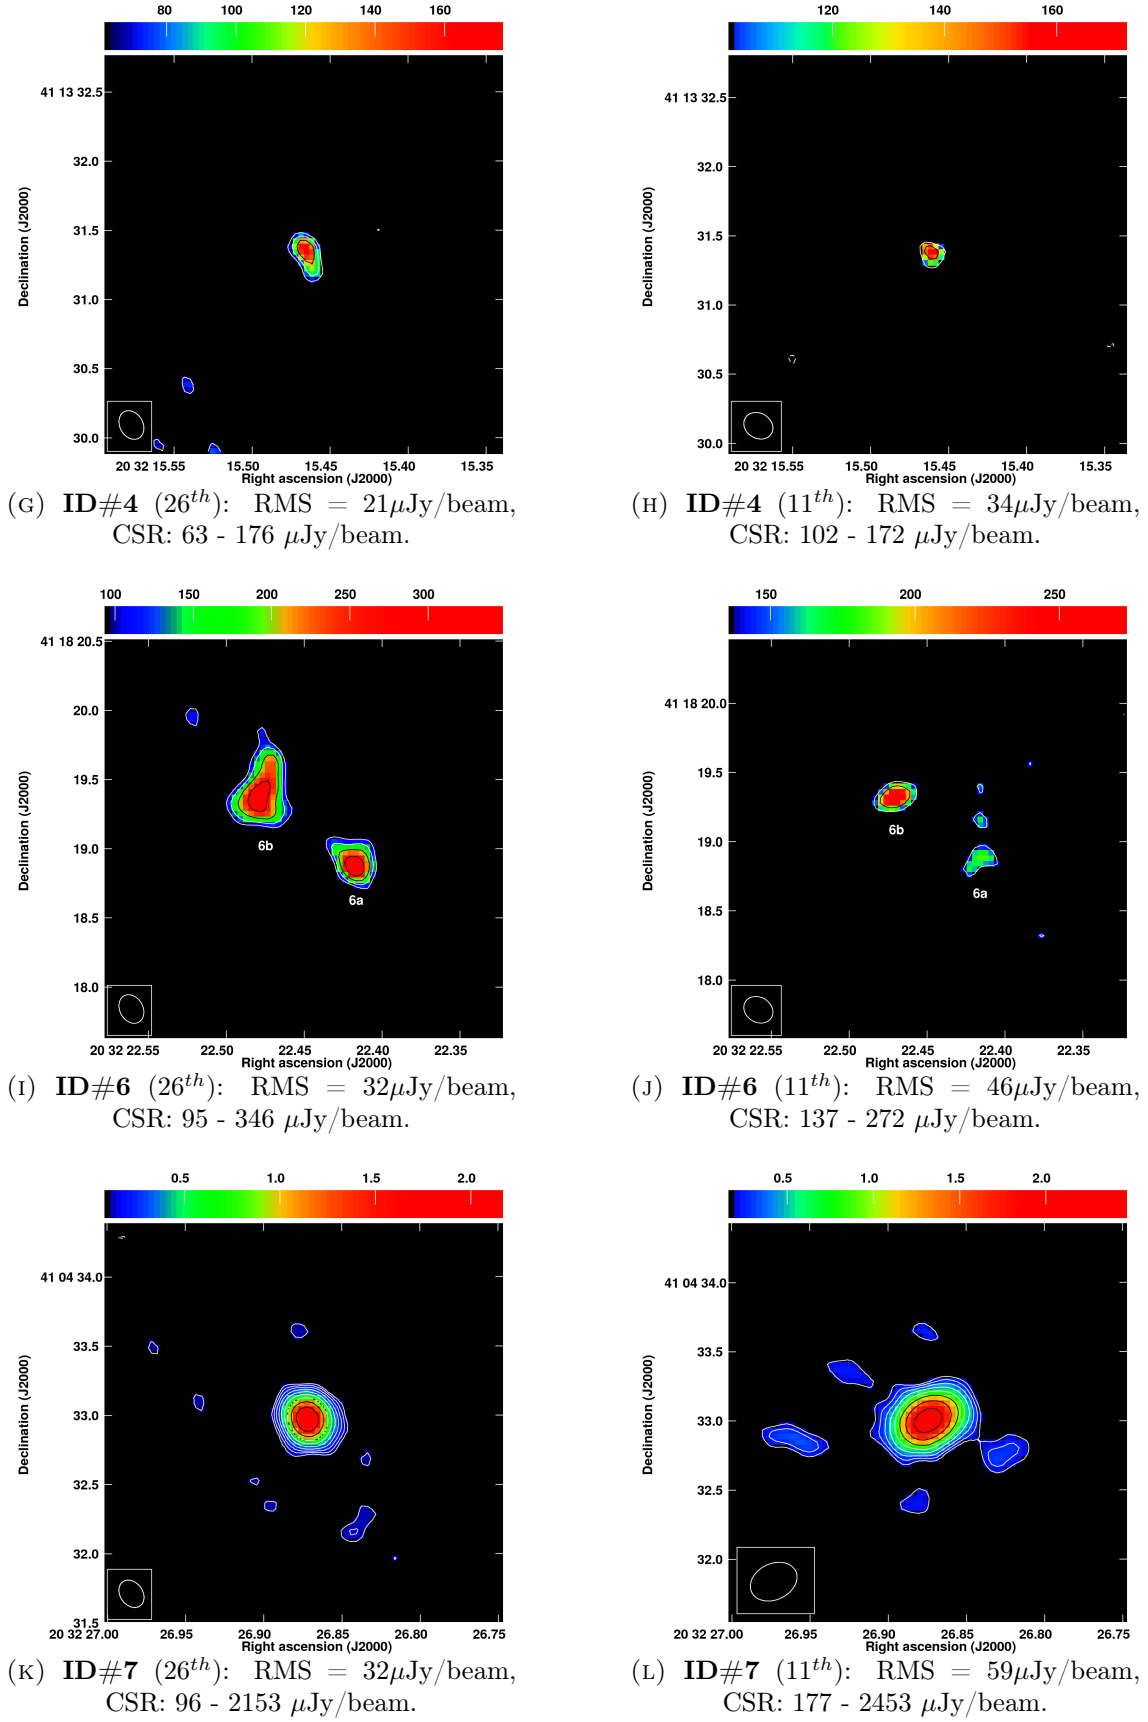 80 100 120 140 160
41 13 32.5
32.0
31.5
31.0
30.5
30.0
Declination (J2000)
20 32 15.55 15.50 15.45 15.40 15.35
Right ascension (J2000)
(G) ID#4 (26th): RMS = 21μJy/beam,
CSR: 63 - 176 μJy/beam.
120 140 160
41 13 32.5
32.0
31.5
31.0
30.5
30.0
Declination (J2000)
20 32 15.55 15.50 15.45 15.40 15.35
Right ascension (J2000)
(H) ID#4 (11th): RMS = 34μJy/beam,
CSR: 102 - 172 μJy/beam.
100 150 200 250 300
41 18 20.5
20.0
19.5
19.0
18.5
18.0
Declination (J2000)
6b
6a
20 32 22.55 22.50 22.45 22.40 22.35
Right ascension (J2000)
(I) ID#6 (26th): RMS = 32μJy/beam,
CSR: 95 - 346 μJy/beam.
150 200 250
41 18 20.0
19.5
19.0
18.5
18.0
Declination (J2000)
6b
6a
20 32 22.55 22.50 22.45 22.40 22.35
Right ascension (J2000)
(J) ID#6 (11th): RMS = 46μJy/beam,
CSR: 137 - 272 μJy/beam.
0.5 1.0 1.5 2.0
41 04 34.0
33.5
33.0
32.5
32.0
31.5
Declination (J2000)
20 32 27.00 26.95 26.90 26.85 26.80 26.75
Right ascension (J2000)
(K) ID#7 (26th): RMS = 32μJy/beam,
CSR: 96 - 2153 μJy/beam.
0.5 1.0 1.5 2.0
41 04 34.0
33.5
33.0
32.5
32.0
Declination (J2000)
20 32 27.00 26.95 26.90 26.85 26.80 26.75
Right ascension (J2000)
(L) ID#7 (11th): RMS = 59μJy/beam,
CSR: 177 - 2453 μJy/beam.